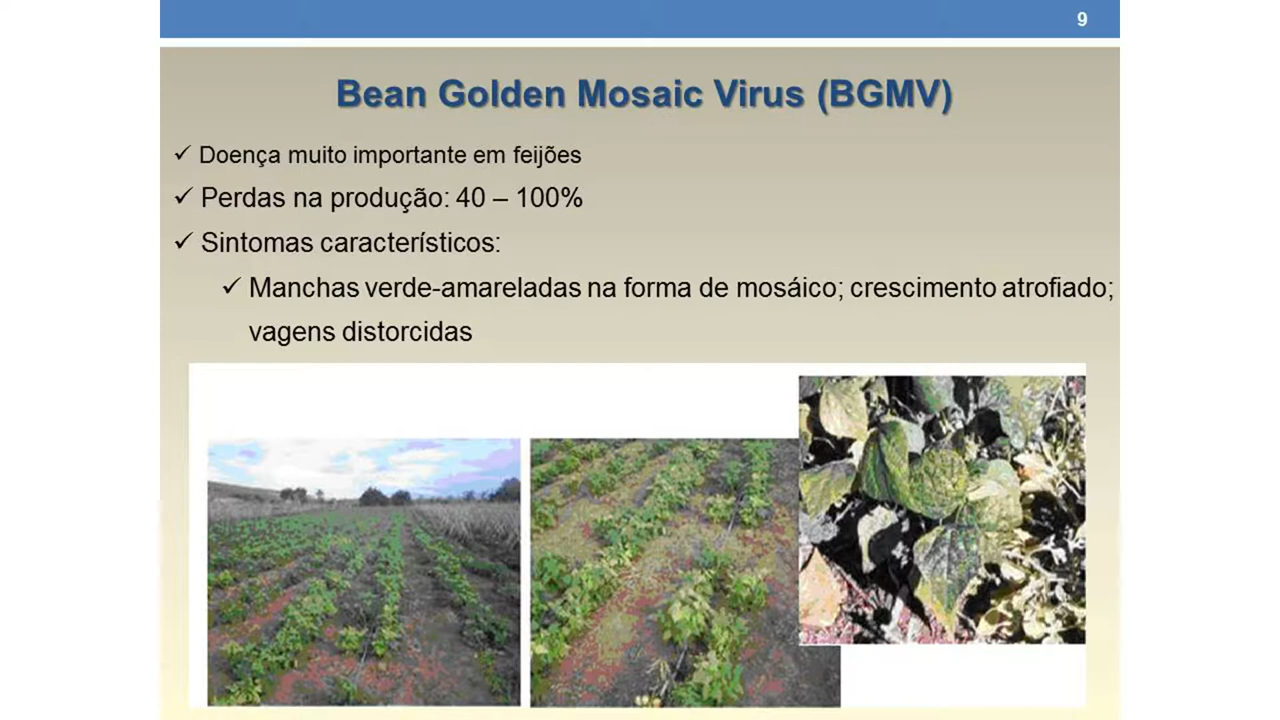 9
Bean Golden Mosaic Virus (BGMV)
✓ Doença muito importante em feijões
✓ Perdas na produção: 40 – 100%
✓ Sintomas característicos:
✓ Manchas verde-amareladas na forma de mosáico; crescimento atrofiado;
vagens distorcidas